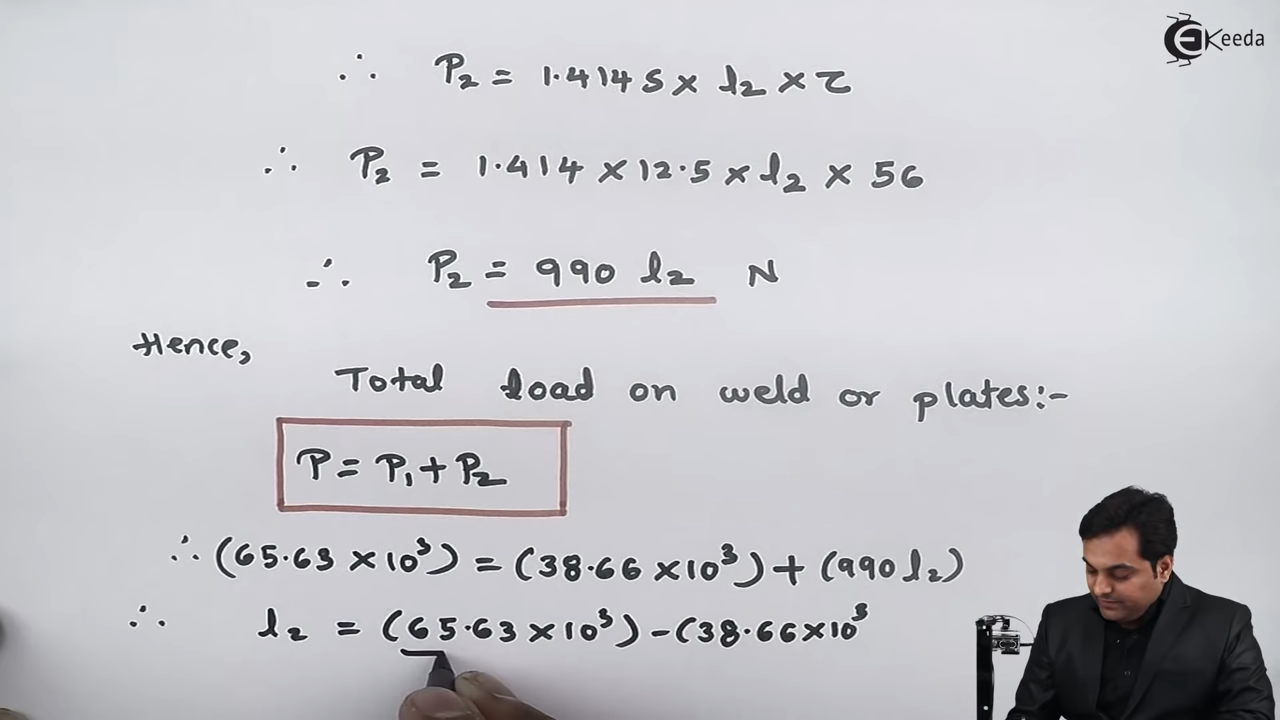 EKeeda
∴ P₂ = 1.414 S × l₂ × τ
∴ P₂ = 1.414 × 12.5 × l₂ × 56
∴ P₂ = 990 l₂ N
Hence,
Total load on weld or plates:-
P = P₁ + P₂
∴ (65.63 × 10³) = (38.66 × 10³) + (990 l₂)
∴ l₂ = (65.63 × 10³) - (38.66 × 10³